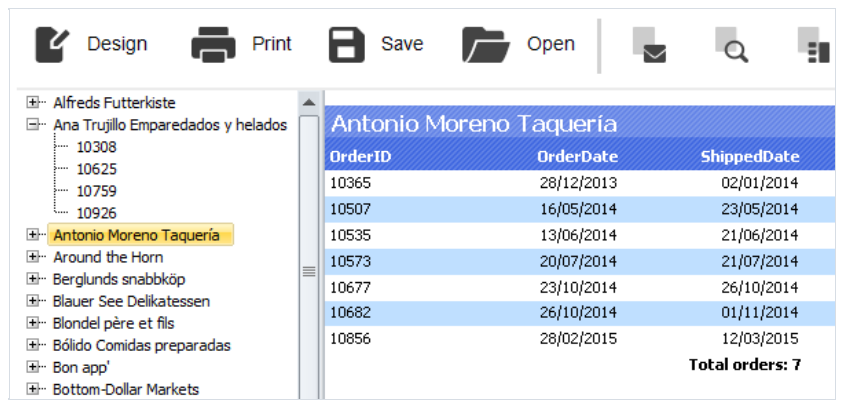 Design Print Save Open
Alfreds Futterkiste
Ana Trujillo Emparedados y helados
10308
10625
10759
10926
Antonio Moreno Taquería
Around the Horn
Berglunds snabbköp
Blauer See Delikatessen
Blondel père et fils
Bólido Comidas preparadas
Bon app'
Bottom-Dollar Markets
Antonio Moreno Taquería
OrderID OrderDate ShippedDate
10365 28/12/2013 02/01/2014
10507 16/05/2014 23/05/2014
10535 13/06/2014 21/06/2014
10573 20/07/2014 21/07/2014
10677 23/10/2014 26/10/2014
10682 26/10/2014 01/11/2014
10856 28/02/2015 12/03/2015
Total orders: 7